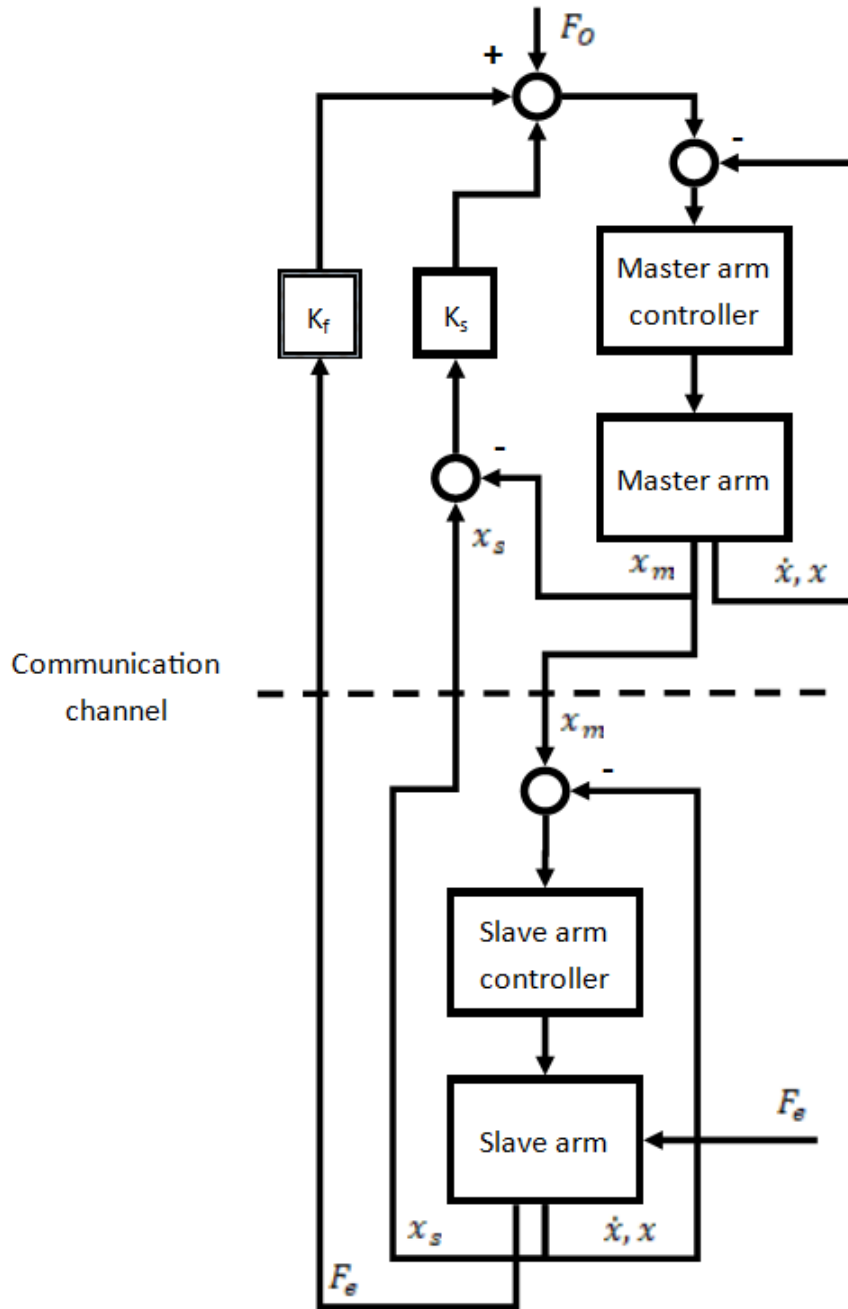 F_O
+
-
Master arm
controller
K_f
K_s
-
Master arm
x_s
x_m
ẋ, x
Communication
channel
x_m
-
Slave arm
controller
F_e
Slave arm
x_s
ẋ, x
F_e